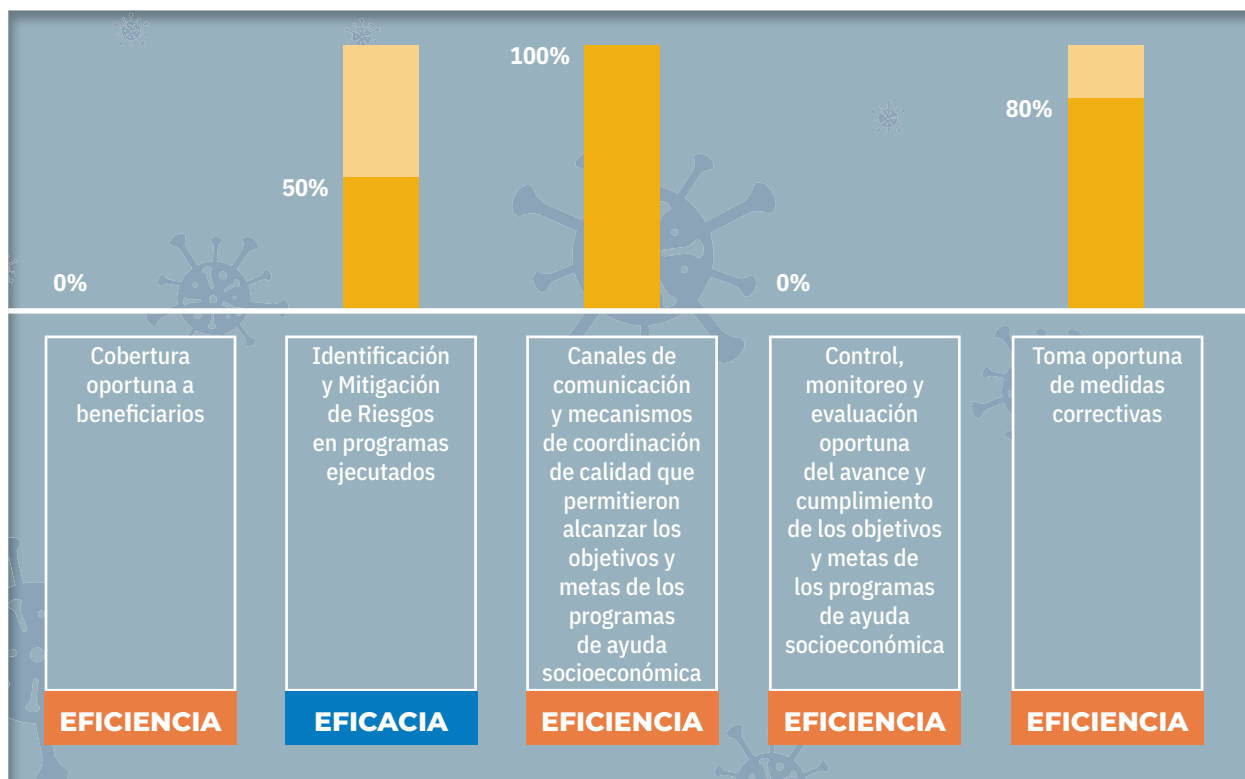 100%
80%
50%
0%
0%
Cobertura
oportuna a
beneficiarios
EFICIENCIA
Identificación
y Mitigación
de Riesgos
en programas
ejecutados
EFICACIA
Canales de
comunicación
y mecanismos
de coordinación
de calidad que
permitieron
alcanzar los
objetivos y
metas de los
programas
de ayuda
socioeconómica
EFICIENCIA
Control,
monitoreo y
evaluación
oportuna
del avance y
cumplimiento
de los objetivos
y metas de
los programas
de ayuda
socioeconómica
EFICIENCIA
Toma oportuna
de medidas
correctivas
EFICIENCIA